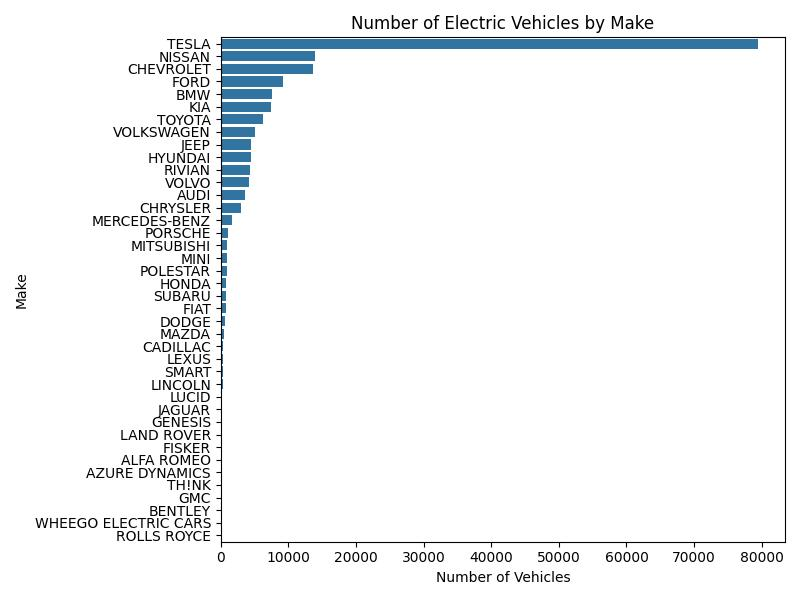 Number of Electric Vehicles by Make
TESLA
NISSAN
CHEVROLET
FORD
BMW
KIA
TOYOTA
VOLKSWAGEN
JEEP
HYUNDAI
RIVIAN
VOLVO
AUDI
CHRYSLER
MERCEDES-BENZ
PORSCHE
MITSUBISHI
MINI
POLESTAR
HONDA
SUBARU
FIAT
DODGE
MAZDA
CADILLAC
LEXUS
SMART
LINCOLN
LUCID
JAGUAR
GENESIS
LAND ROVER
FISKER
ALFA ROMEO
AZURE DYNAMICS
TH!NK
GMC
BENTLEY
WHEEGO ELECTRIC CARS
ROLLS ROYCE
Make
0 10000 20000 30000 40000 50000 60000 70000 80000
Number of Vehicles